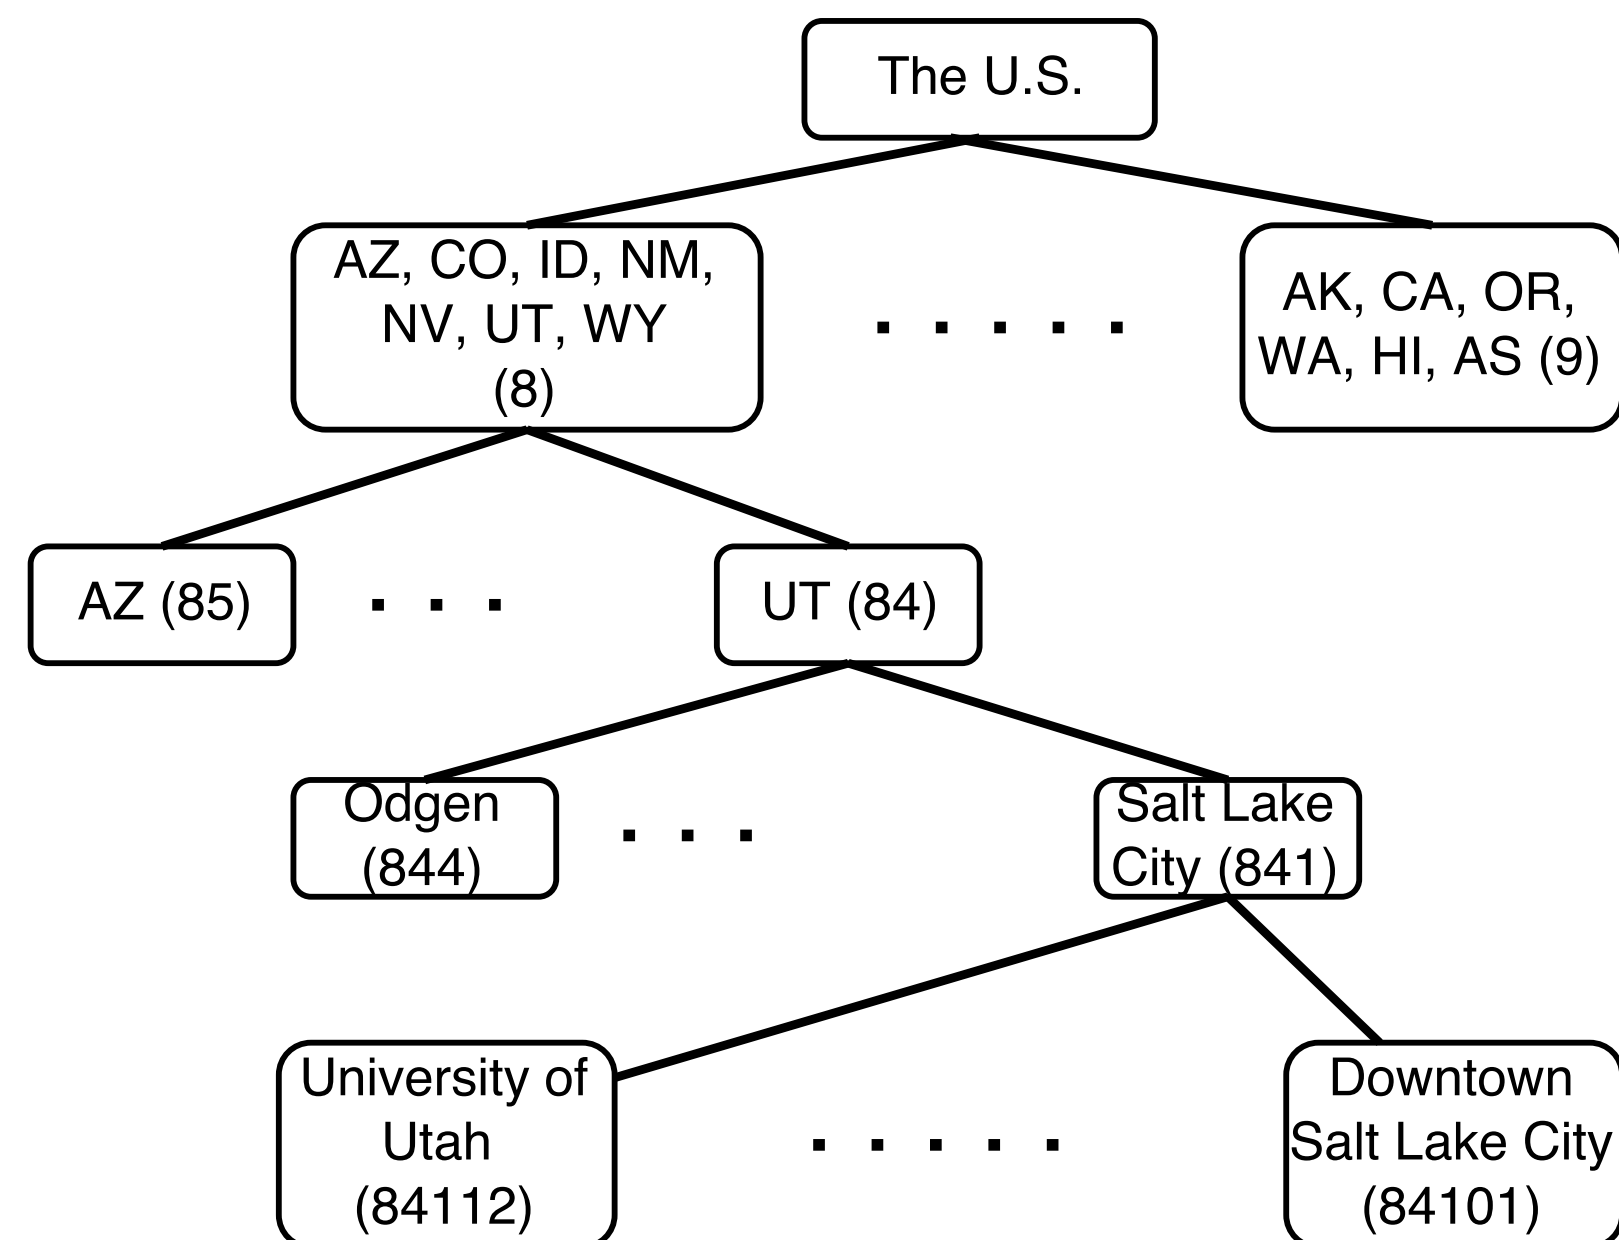 The U.S.
AZ, CO, ID, NM,
NV, UT, WY
(8)
AK, CA, OR,
WA, HI, AS (9)
AZ (85)
UT (84)
Odgen
(844)
Salt Lake
City (841)
University of
Utah
(84112)
Downtown
Salt Lake City
(84101)